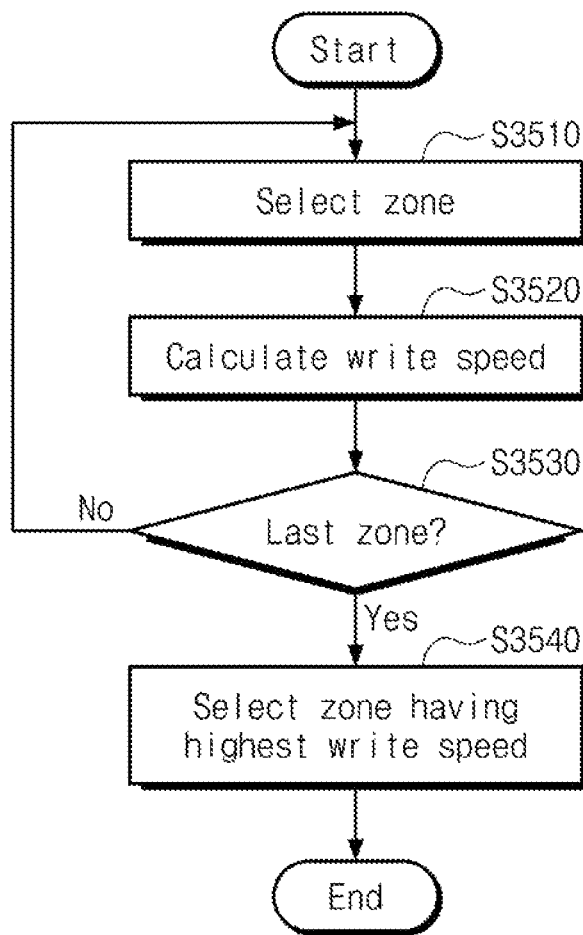 Start
S3510
Select zone
S3520
Calculate write speed
S3530
Last zone?
No
Yes
S3540
Select zone having
highest write speed
End